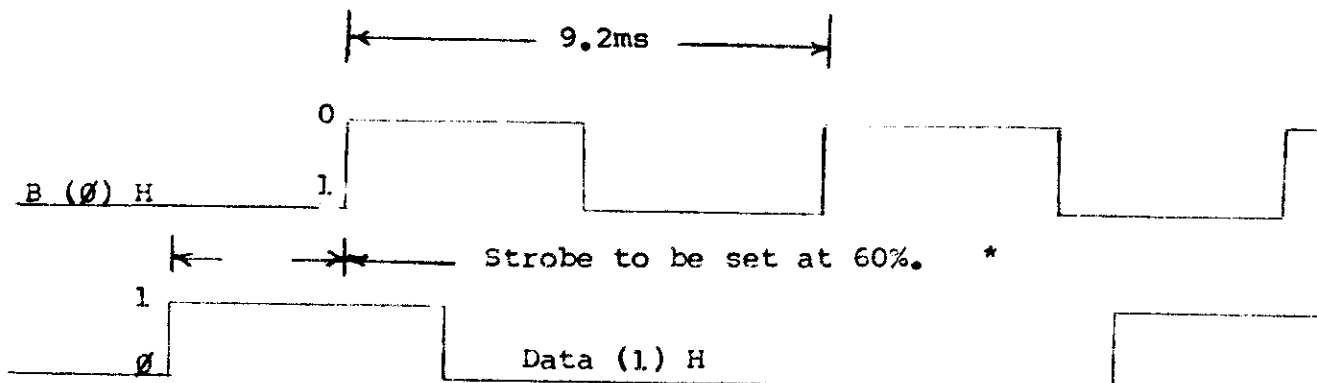 9.2ms
0
1
B (Ø) H
Strobe to be set at 60%. *
1
Ø
Data (1) H